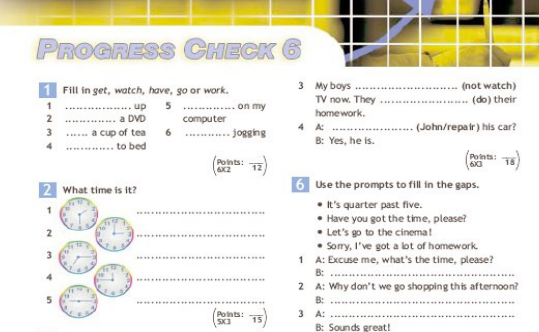 PROGRESS CHECK 6
1 Fill in get, watch, have, go or work.
1 .................. up
2 .............. a DVD
3 ...... a cup of tea
4 ............. to bed
5 .............. on my
computer
6 ............ jogging
(Points: ___
6X2 12)
2 What time is it?
1 ...................................
2 ...................................
3 ...................................
4 ...................................
5 ...................................
(Points: ___
5X3 15)
3 My boys ............................ (not watch)
TV now. They ........................ (do) their
homework.
4 A: ...................... (John/repair) his car?
B: Yes, he is.
(Points: ___
6X3 18)
6 Use the prompts to fill in the gaps.
• It's quarter past five.
• Have you got the time, please?
• Let's go to the cinema!
• Sorry, I've got a lot of homework.
1 A: Excuse me, what's the time, please?
B: ..................................................
2 A: Why don't we go shopping this afternoon?
B: ..................................................
3 A: ..................................................
B: Sounds great!